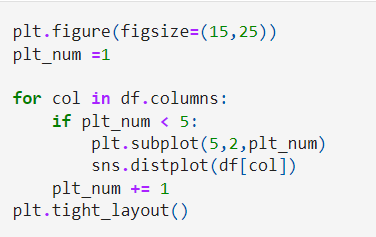 plt.figure(figsize=(15,25))
plt_num =1

for col in df.columns:
    if plt_num < 5:
        plt.subplot(5,2,plt_num)
        sns.distplot(df[col])
    plt_num += 1
plt.tight_layout()